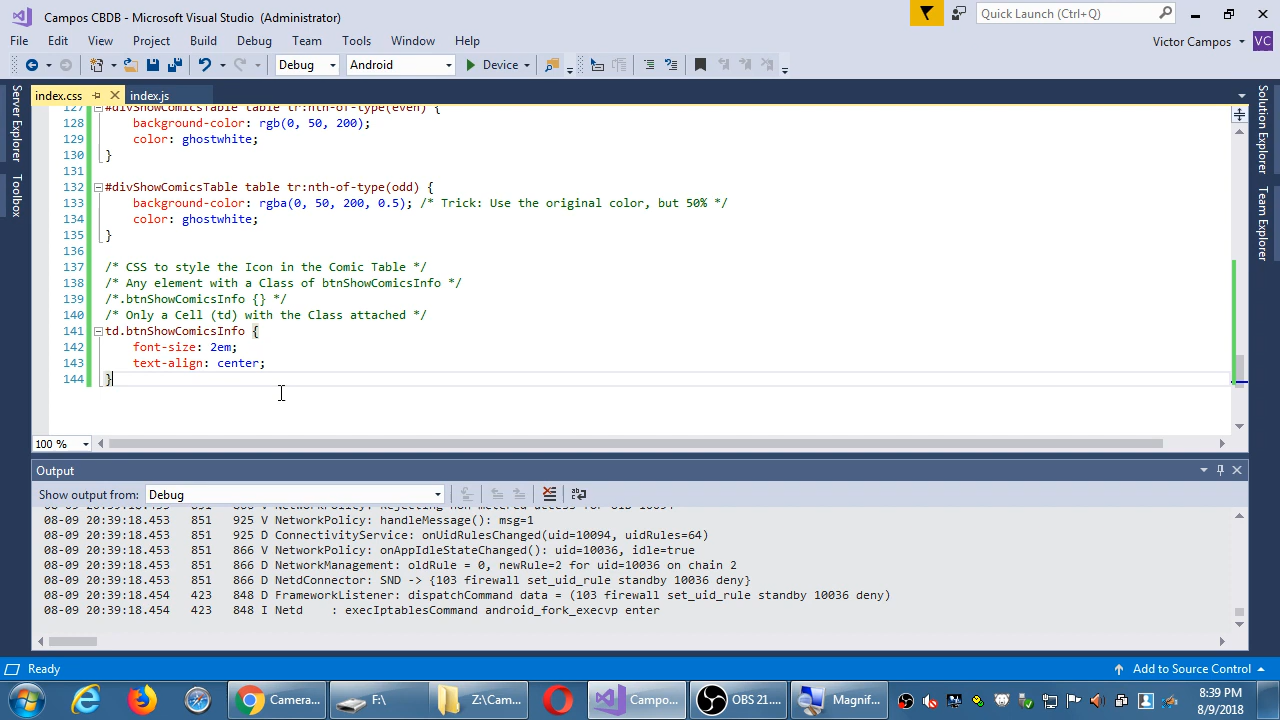 Campos CBDB - Microsoft Visual Studio (Administrator)
Quick Launch (Ctrl+Q)
File Edit View Project Build Debug Team Tools Window Help
Victor Campos VC
Debug Android Device
index.css index.js
Server Explorer
Toolbox
Solution Explorer
Team Explorer
127 #divShowComicsTable table tr:nth-of-type(even) {
128 background-color: rgb(0, 50, 200);
129 color: ghostwhite;
130 }
131
132 #divShowComicsTable table tr:nth-of-type(odd) {
133 background-color: rgba(0, 50, 200, 0.5); /* Trick: Use the original color, but 50% */
134 color: ghostwhite;
135 }
136
137 /* CSS to style the Icon in the Comic Table */
138 /* Any element with a Class of btnShowComicsInfo */
139 /*.btnShowComicsInfo {} */
140 /* Only a Cell (td) with the Class attached */
141 td.btnShowComicsInfo {
142 font-size: 2em;
143 text-align: center;
144 }
100 %
Output
Show output from: Debug
08-09 20:39:18.453 851 925 V NetworkPolicy: handleMessage(): msg=1
08-09 20:39:18.453 851 925 D ConnectivityService: onUidRulesChanged(uid=10094, uidRules=64)
08-09 20:39:18.453 851 866 V NetworkPolicy: onAppIdleStateChanged(): uid=10036, idle=true
08-09 20:39:18.453 851 866 D NetworkManagement: oldRule = 0, newRule=2 for uid=10036 on chain 2
08-09 20:39:18.453 851 866 D NetdConnector: SND -> {103 firewall set_uid_rule standby 10036 deny}
08-09 20:39:18.454 423 848 D FrameworkListener: dispatchCommand data = (103 firewall set_uid_rule standby 10036 deny)
08-09 20:39:18.454 423 848 I Netd : execIptablesCommand android_fork_execvp enter
Ready
Add to Source Control
Camera... F:\ Z:\Cam... Campo... OBS 21.... Magnif...
8:39 PM
8/9/2018